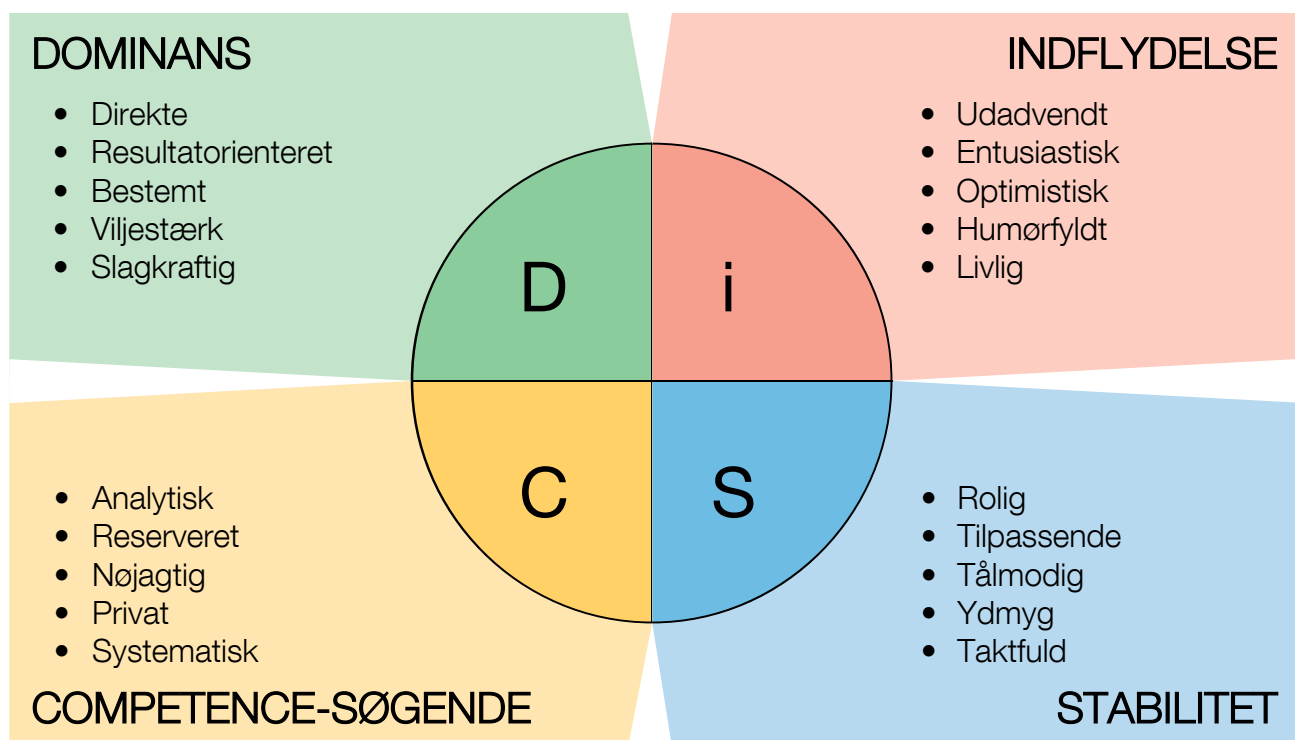 DOMINANS
• Direkte
• Resultatorienteret
• Bestemt
• Viljestærk
• Slagkraftig
INDFLYDELSE
• Udadvendt
• Entusiastisk
• Optimistisk
• Humørfyldt
• Livlig
D
i
C
S
• Analytisk
• Reserveret
• Nøjagtig
• Privat
• Systematisk
COMPETENCE-SØGENDE
• Rolig
• Tilpassende
• Tålmodig
• Ydmyg
• Taktfuld
STABILITET